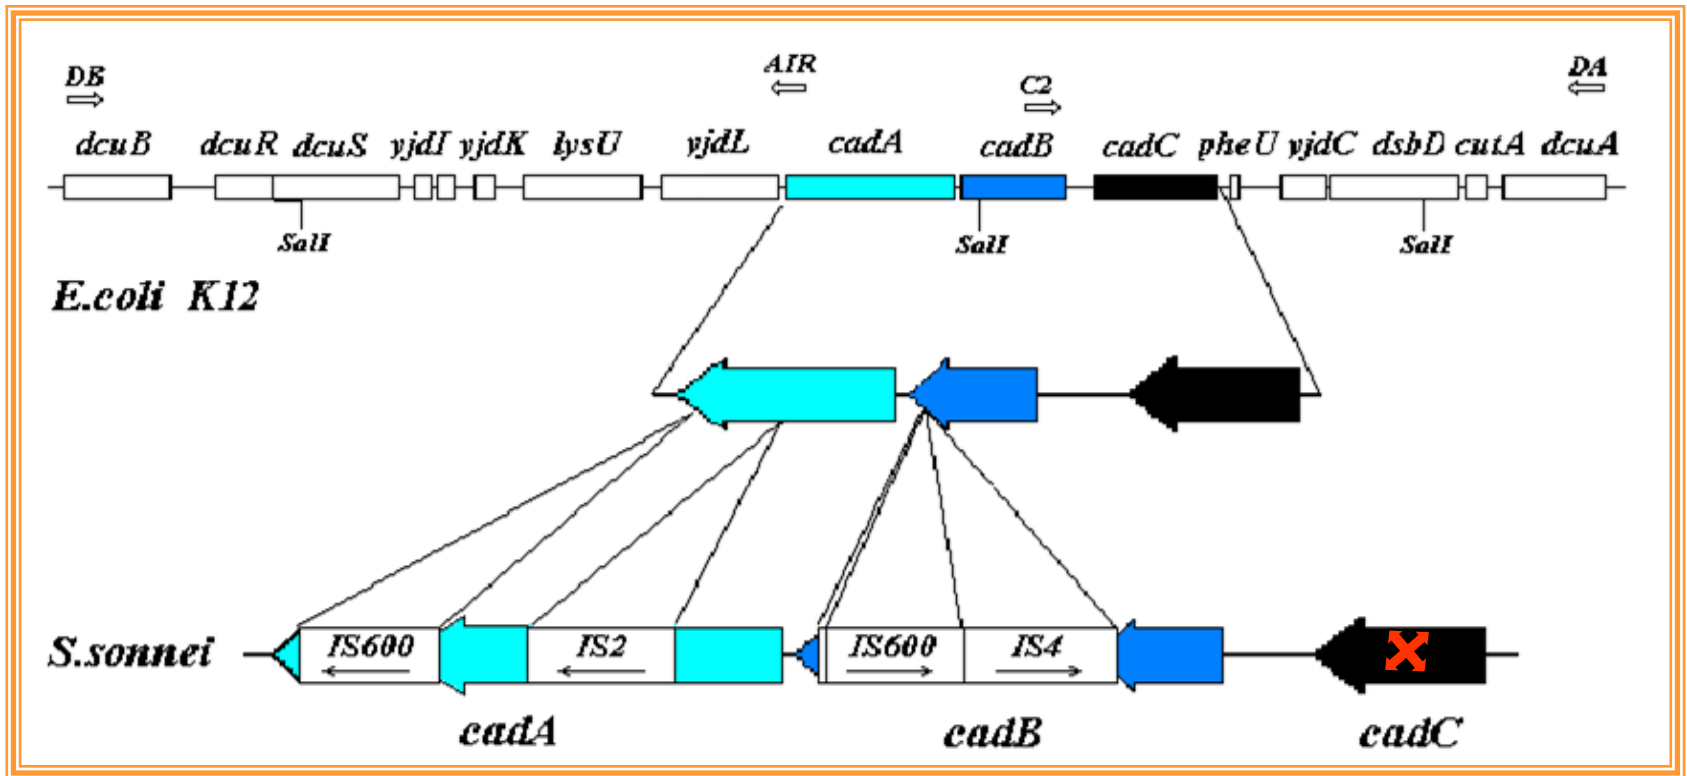 DB AIR C2 DA
dcuB dcuR dcuS yjdI yjdK lysU yjdL cadA cadB cadC pheU yjdC dsbD cutA dcuA
SalI SalI SalI
E.coli K12
S.sonnei IS600 IS2 IS600 IS4
cadA cadB cadC